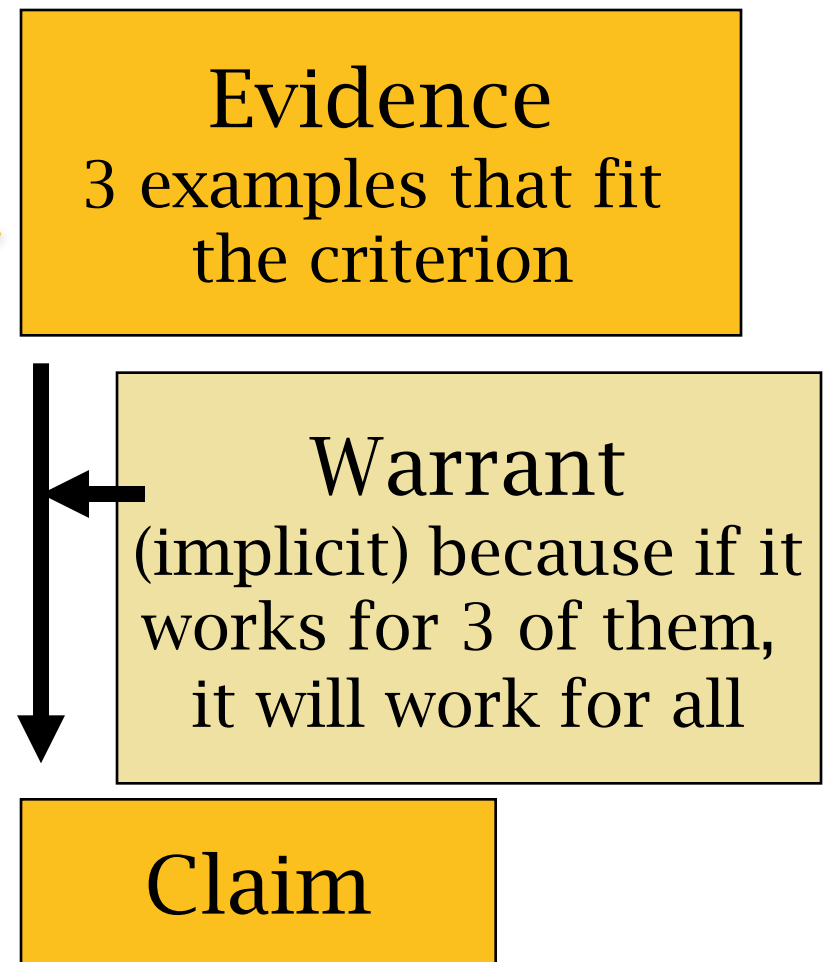 Evidence
3 examples that fit
the criterion
Warrant
(implicit) because if it
works for 3 of them,
it will work for all
Claim